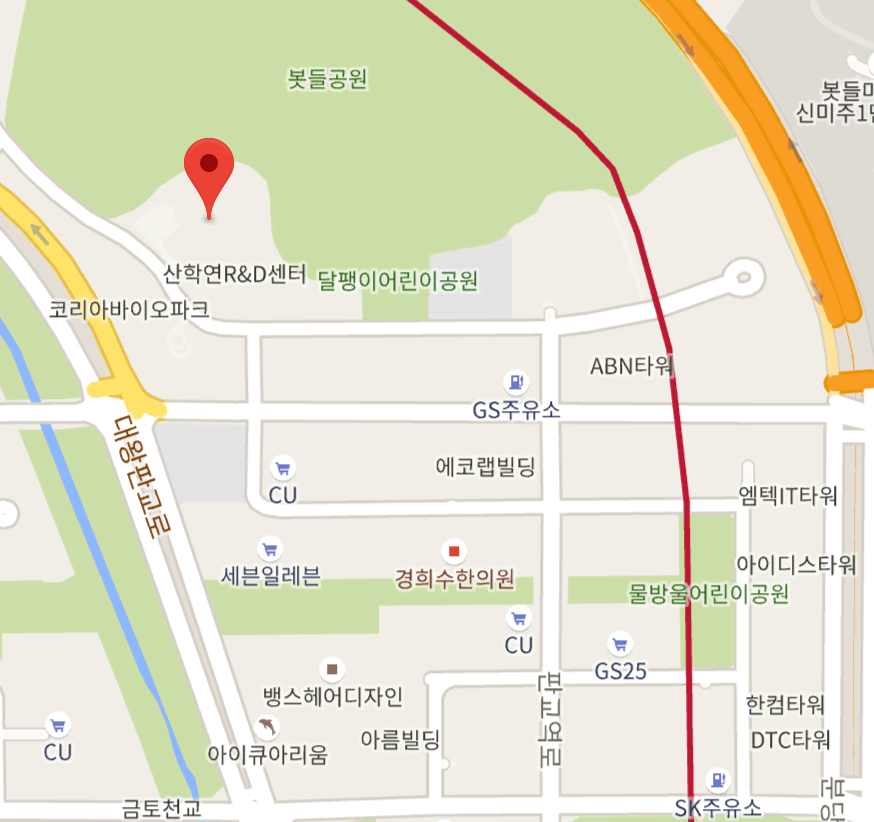 봇들공원
봇들마
신미주1단
산학연R&D센터
달팽이어린이공원
코리아바이오파크
ABN타워
GS주유소
대왕판교로
에코랩빌딩
CU
엠텍IT타워
세븐일레븐
경희수한의원
아이디스타워
물방울어린이공원
CU
GS25
뱅스헤어디자인
판교역로
한컴타워
CU
아이큐아리움
아름빌딩
DTC타워
금토천교
SK주유소
분당